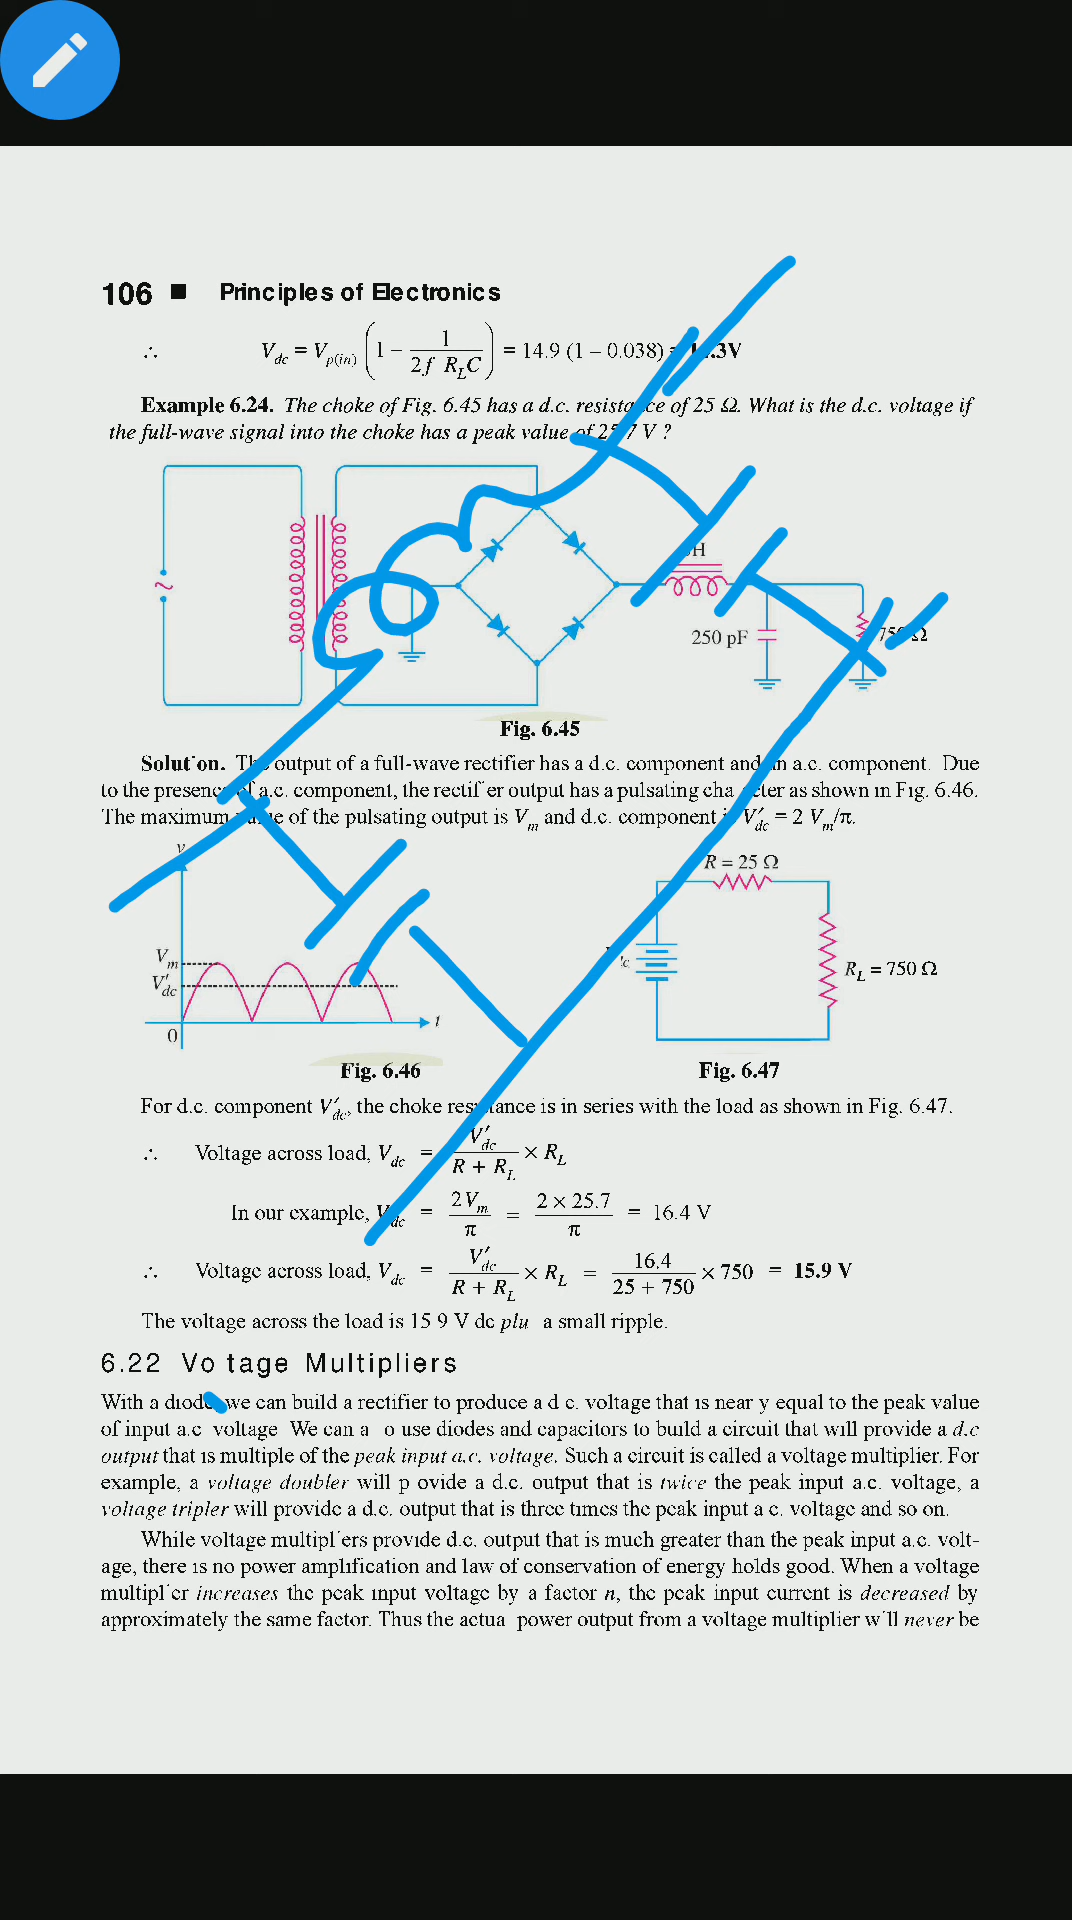 106 ■ Principles of Electronics
∴ V_dc = V_p(in) (1 – 1 / 2f R_L C) = 14.9 (1 – 0.038) .3V
Example 6.24. The choke of Fig. 6.45 has a d.c. of 25 Ω. What is the d.c. voltage if
the full-wave signal into the choke has a peak value V ?
~
250 pF
Fig. 6.45
output of a full-wave rectifier has a d.c. component and a.c. component. Due
to the a.c. component, the output has a pulsating as shown in Fig. 6.46.
The maximum of the pulsating output is V_m and d.c. component V'_dc = 2 V_m/π.
v
V_m
V'_dc
0
t
R = 25 Ω
R_L = 750 Ω
Fig. 6.46
Fig. 6.47
For d.c. component V'_dc, the choke is in series with the load as shown in Fig. 6.47.
∴ Voltage across load, V_dc = V'_dc / R + R_L × R_L
In our example, = 2 V_m / π = 2 × 25.7 / π = 16.4 V
∴ Voltage across load, V_dc = V'_dc / R + R_L × R_L = 16.4 / 25 + 750 × 750 = 15.9 V
The voltage across the load is 15 9 V dc plu a small ripple.
6.22 Vo tage Multipliers
With a we can build a rectifier to produce a d c. voltage that is near y equal to the peak value
of input a.c voltage We can a o use diodes and capacitors to build a circuit that will provide a d.c
output that is multiple of the peak input a.c. voltage. Such a circuit is called a voltage multiplier. For
example, a voltage doubler will p ovide a d.c. output that is twice the peak input a.c. voltage, a
voltage tripler will provide a d.c. output that is three times the peak input a c. voltage and so on.
While voltage multipl ers provide d.c. output that is much greater than the peak input a.c. volt-
age, there is no power amplification and law of conservation of energy holds good. When a voltage
multipl er increases the peak input voltage by a factor n, the peak input current is decreased by
approximately the same factor. Thus the actua power output from a voltage multiplier w ll never be